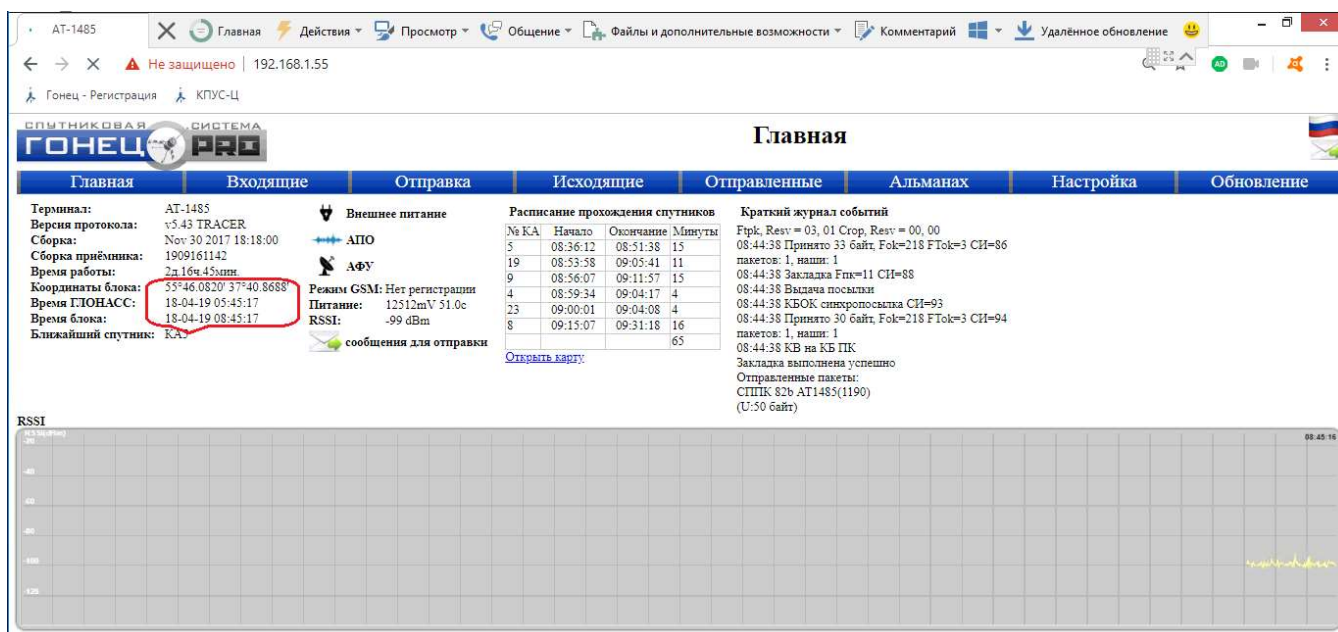 AT-1485
Главная
Действия
Просмотр
Общение
Файлы и дополнительные возможности
Комментарий
Удалённое обновление
Не защищено
192.168.1.55
Гонец - Регистрация
КПУС-Ц
СПУТНИКОВАЯ СИСТЕМА
ГОНЕЦ PRO
Главная
Главная Входящие Отправка Исходящие Отправленные Альманах Настройка Обновление
Терминал: AT-1485
Версия протокола: v5.43 TRACER
Сборка: Nov 30 2017 18:18:00
Сборка приёмника: 1909161142
Время работы: 2д.16ч.45мин.
Координаты блока: 55°46.0820' 37°40.8688'
Время ГЛОНАСС: 18-04-19 05:45:17
Время блока: 18-04-19 08:45:17
Ближайший спутник:
Внешнее питание
АПО
АФУ
Режим GSM: Нет регистрации
Питание: 12512mV 51.0c
RSSI: -99 dBm
сообщения для отправки
Расписание прохождения спутников
№ КА Начало Окончание Минуты
5 08:36:12 08:51:38 15
19 08:53:58 09:05:41 11
9 08:56:07 09:11:57 15
4 08:59:34 09:04:17 4
23 09:00:01 09:04:08 4
8 09:15:07 09:31:18 16
65
Открыть карту
Краткий журнал событий
Ftpk, Resv = 03, 01 Crop, Resv = 00, 00
08:44:38 Принято 33 байт, Fok=218 FTok=3 СИ=86
пакетов: 1, наши: 1
08:44:38 Закладка Fпк=11 СИ=88
08:44:38 Выдача посылки
08:44:38 КБОК синхропосылка СИ=93
08:44:38 Принято 30 байт, Fok=218 FTok=3 СИ=94
пакетов: 1, наши: 1
08:44:38 КВ на КБ ПК
Закладка выполнена успешно
Отправленные пакеты:
СППК 82b AT1485(1190)
(U:50 байт)
RSSI
08:45:16
-40
-60
-80
-100
-120